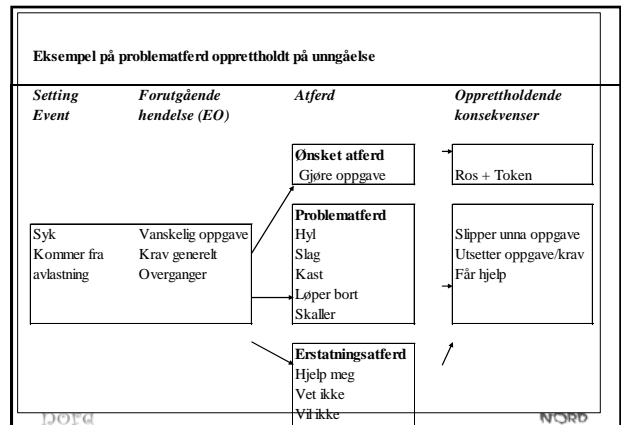 Eksempel på problematferd opprettholdt på unngåelse
Setting Event
Forutgående hendelse (EO)
Atferd
Opprettholdende konsekvenser
Ønsket atferd
Gjøre oppgave
Ros + Token
Syk
Kommer fra
avlastning
Vanskelig oppgave
Krav generelt
Overganger
Problematferd
Hyl
Slag
Kast
Løper bort
Skaller
Slipper unna oppgave
Utsetter oppgave/krav
Får hjelp
Erstatningsatferd
Hjelp meg
Vet ikke
Vil ikke
NORD